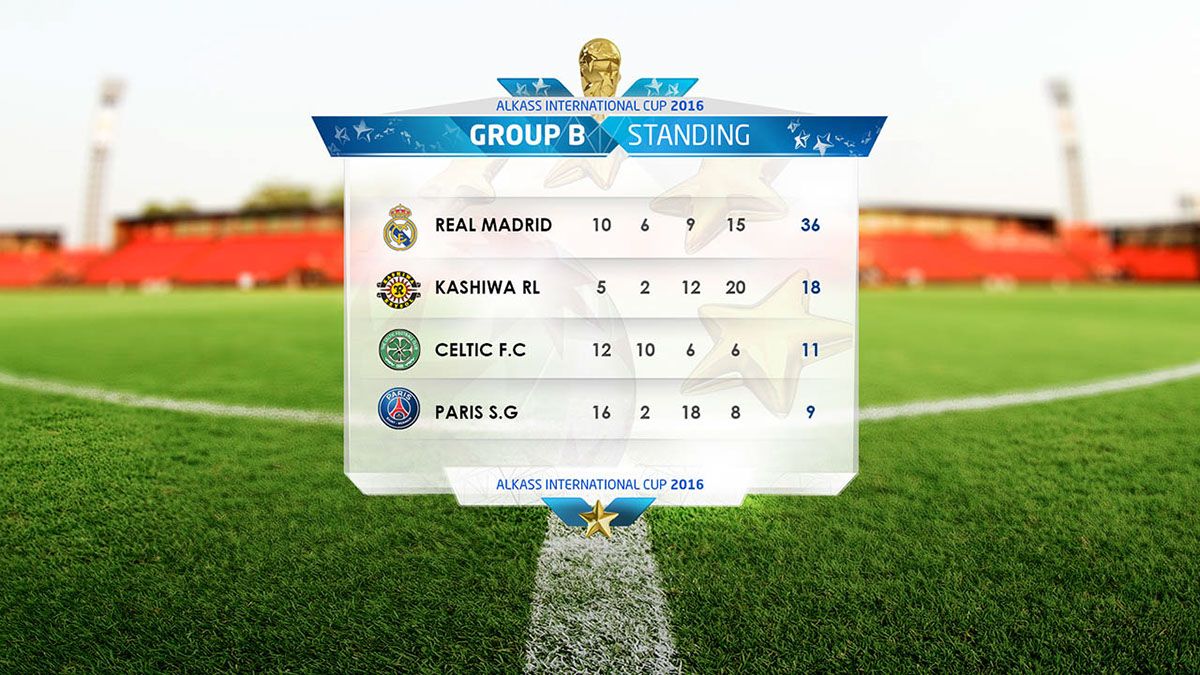 ALKASS INTERNATIONAL CUP 2016
GROUP B STANDING
REAL MADRID 10 6 9 15 36
KASHIWA RL 5 2 12 20 18
CELTIC F.C 12 10 6 6 11
PARIS
PARIS S.G 16 2 18 8 9
ALKASS INTERNATIONAL CUP 2016